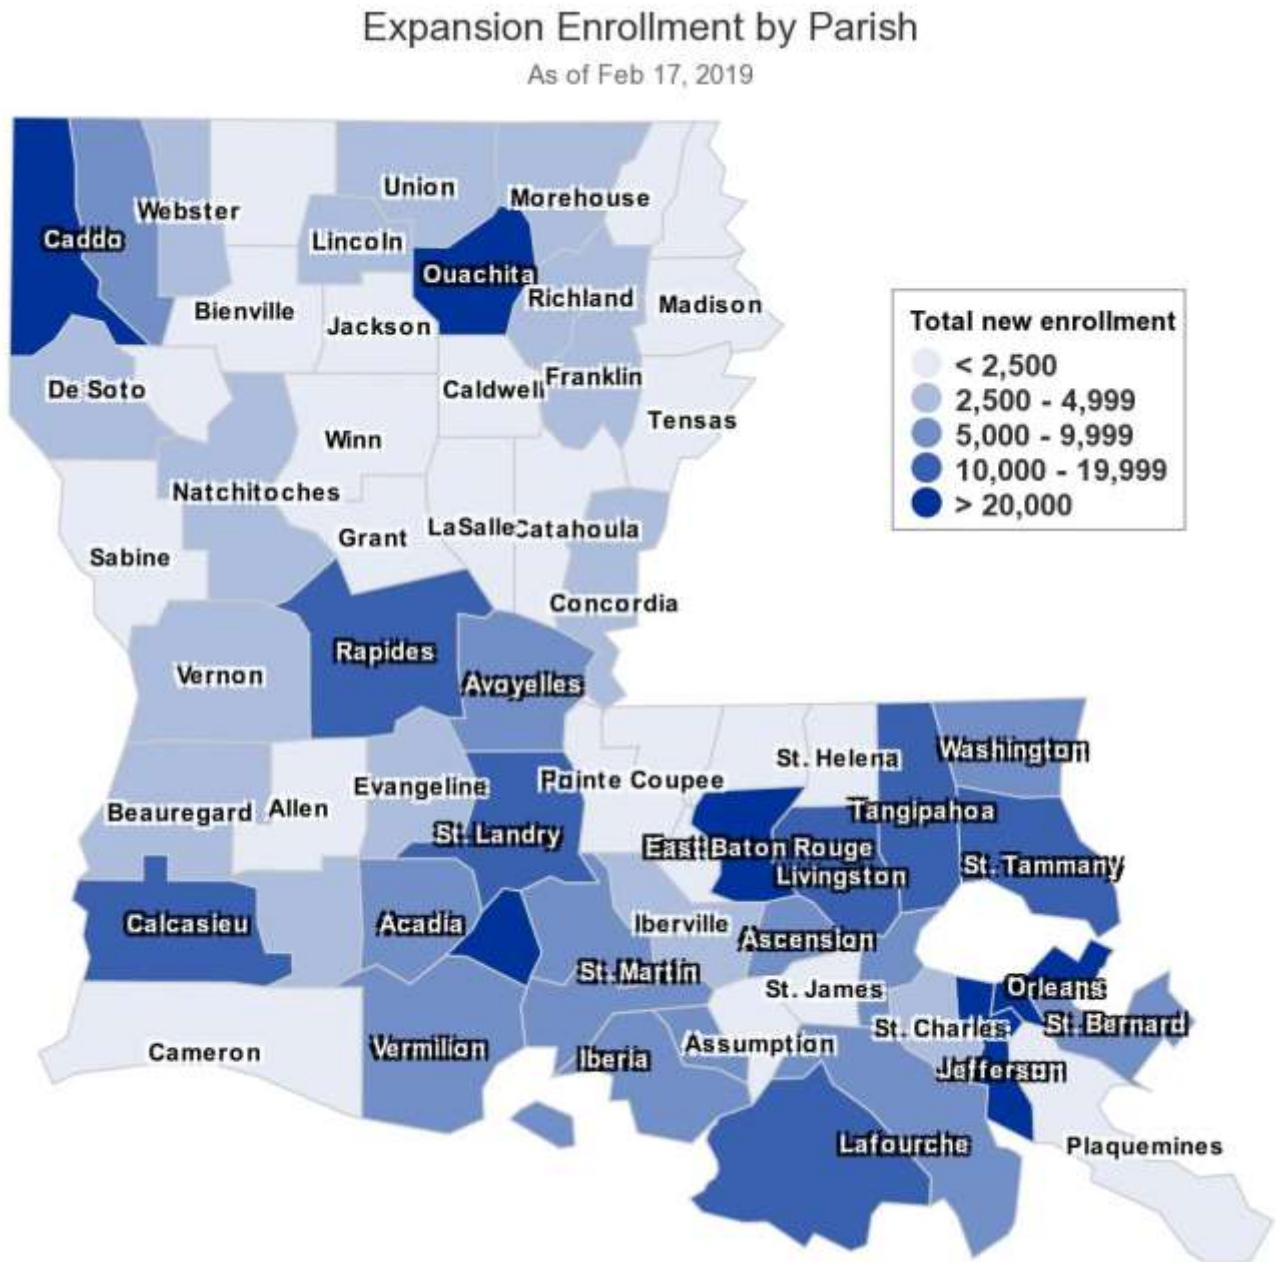 Expansion Enrollment by Parish
As of Feb 17, 2019
Union
Morehouse
Webster
Caddo
Lincoln
Ouachita
Richland
Madison
Bienville
Jackson
Total new enrollment
< 2,500
2,500 - 4,999
5,000 - 9,999
10,000 - 19,999
> 20,000
De Soto
Caldwell
Franklin
Tensas
Winn
Natchitoches
Grant
LaSalle
Catahoula
Sabine
Concordia
Rapides
Vernon
Avoyelles
St. Helena
Washington
Evangeline
Pointe Coupee
Beauregard
Allen
Tangipahoa
St. Landry
East Baton Rouge
St. Tammany
Livingston
Calcasieu
Acadia
Iberville
Ascension
St. Martin
St. James
Orleans
St. Charles
St. Bernard
Cameron
Vermilion
Iberia
Assumption
Jefferson
Lafourche
Plaquemines